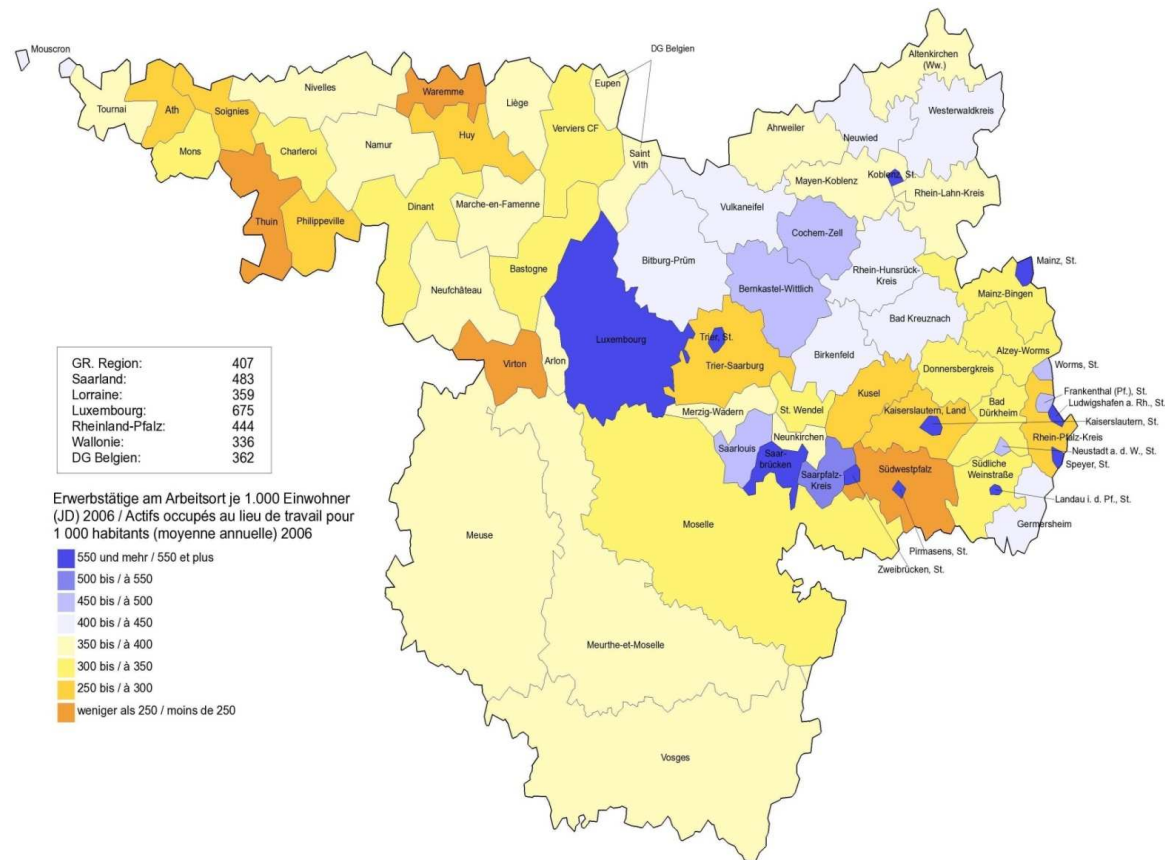 Mouscron
DG Belgien
Altenkirchen
(Ww.)
Tournai
Ath
Soignies
Nivelles
Waremme
Liège
Eupen
Westerwaldkreis
Mons
Charleroi
Namur
Huy
Verviers CF
Ahrweiler
Neuwied
Saint
Vith
Mayen-Koblenz
Koblenz, St.
Rhein-Lahn-Kreis
Thuin
Philippeville
Dinant
Marche-en-Famenne
Vulkaneifel
Cochem-Zell
Neufchâteau
Bastogne
Bitburg-Prüm
Bernkastel-Wittlich
Rhein-Hunsrück-
Kreis
Mainz, St.
Mainz-Bingen
Bad Kreuznach
Virton
Arlon
Luxembourg
Trier, St.
Trier-Saarburg
Birkenfeld
Alzey-Worms
Donnersbergkreis
Worms, St.
Frankenthal (Pf.), St.
Ludwigshafen a. Rh., St.
Kaiserslautern, St.
Merzig-Wadern
St. Wendel
Kusel
Kaiserslautern, Land
Bad
Dürkheim
Rhein-Pfalz-Kreis
Neustadt a. d. W., St.
Speyer, St.
Saarlouis
Neunkirchen
Saar-
brücken
Saarpfalz-
Kreis
Südwestpfalz
Südliche
Weinstraße
Landau i. d. Pf., St.
Germersheim
Pirmasens, St.
Zweibrücken, St.
Meuse
Moselle
Meurthe-et-Moselle
Vosges
GR. Region: 407
Saarland: 483
Lorraine: 359
Luxembourg: 675
Rheinland-Pfalz: 444
Wallonie: 336
DG Belgien: 362
Erwerbstätige am Arbeitsort je 1.000 Einwohner
(JD) 2006 / Actifs occupés au lieu de travail pour
1 000 habitants (moyenne annuelle) 2006
550 und mehr / 550 et plus
500 bis / à 550
450 bis / à 500
400 bis / à 450
350 bis / à 400
300 bis / à 350
250 bis / à 300
weniger als 250 / moins de 250